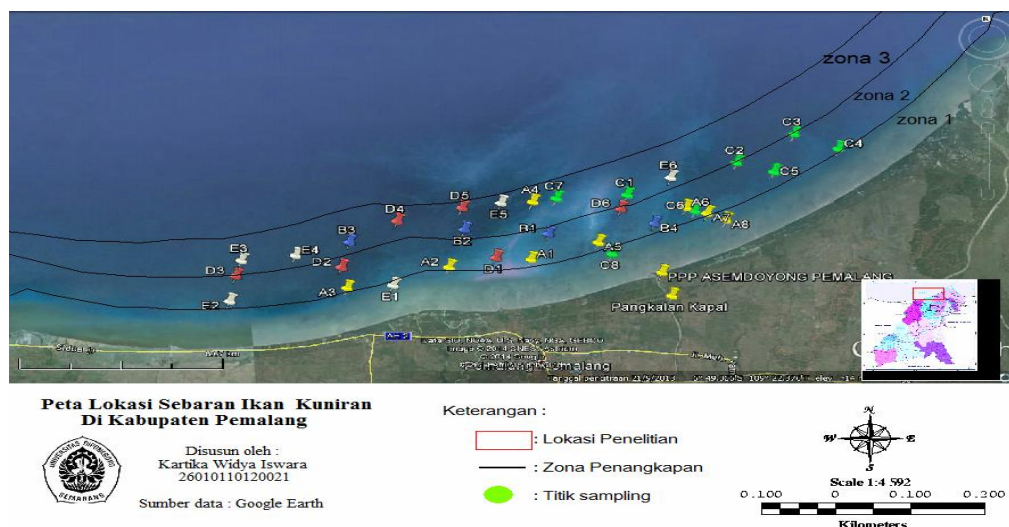 zona 3
zona 2
zona 1
C3
C4
C2
C5
E6
C1
C7
A4
E5
D5
D4
D6
C6
A6
A7
A8
B4
B1
B2
B3
A5
C8
A1
D1
A2
D2
A3
E1
E4
E3
D3
E2
PPP ASEMDOYONG PEMALANG
Pangkalan Kapal
Peta Lokasi Sebaran Ikan Kuniran
Di Kabupaten Pemalang
Disusun oleh :
Kartika Widya Iswara
26010110120021
Sumber data : Google Earth
UNIVERSITAS DIPONEGORO
SEMARANG
Keterangan :
: Lokasi Penelitian
: Zona Penangkapan
: Titik sampling
N
W
E
S
Scale 1:4 592
0.100 0 0.100 0.200
Kilometers